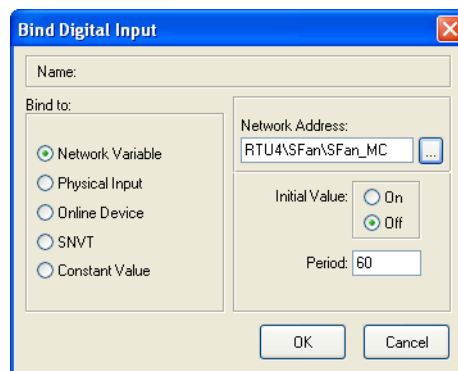 Bind Digital Input
Name:
Bind to:
Network Variable
Physical Input
Online Device
SNVT
Constant Value
Network Address:
RTU4\SFan\SFan_MC
...
Initial Value:
On
Off
Period:
60
OK
Cancel